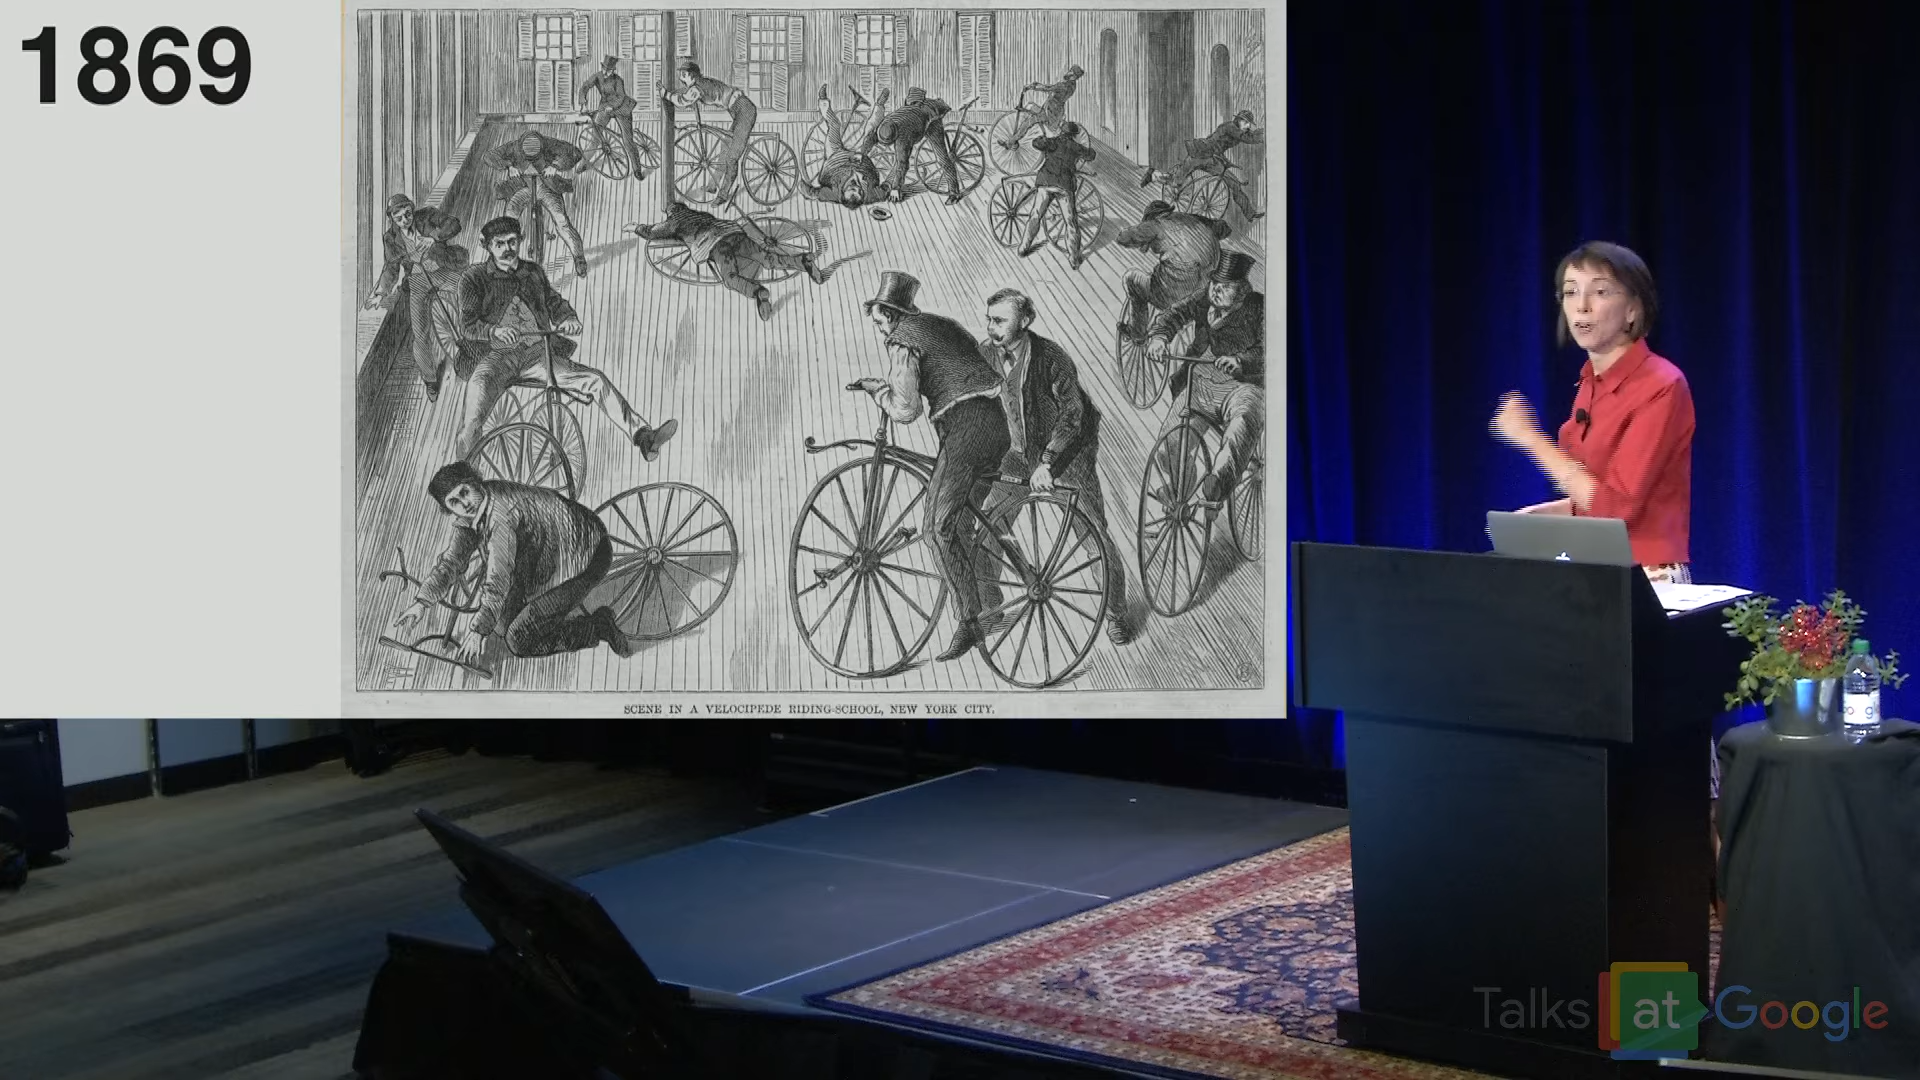 1869
SCENE IN A VELOCIPEDE RIDING-SCHOOL, NEW YORK CITY.
Talks at Google